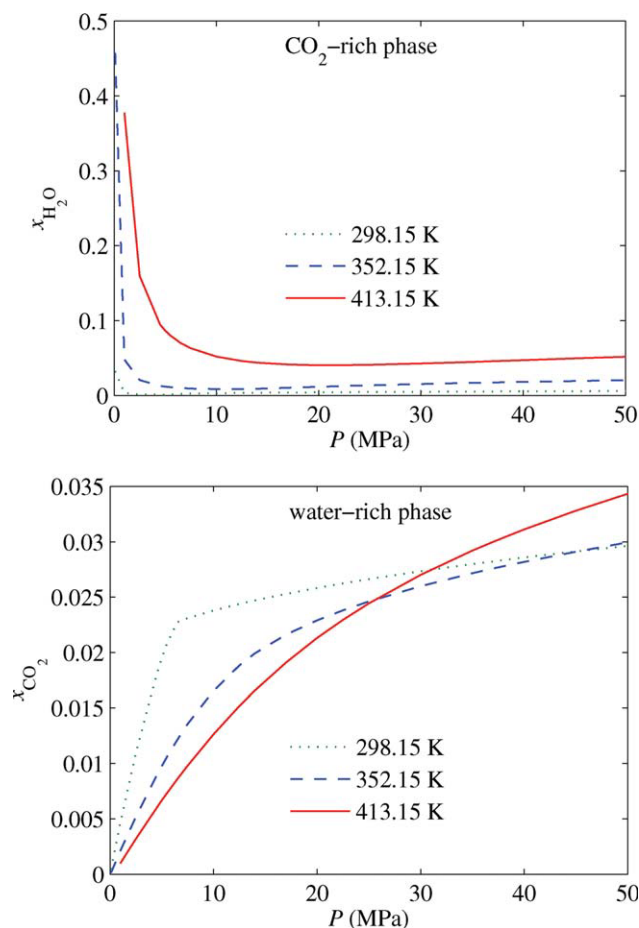 0.5
CO₂−rich phase
0.4
0.3
x_H₂O
298.15 K
0.2
352.15 K
413.15 K
0.1
0
0 10 20 30 40 50
P (MPa)
0.035
water−rich phase
0.03
0.025
0.02
x_CO₂
0.015
298.15 K
0.01
352.15 K
0.005
413.15 K
0
0 10 20 30 40 50
P (MPa)